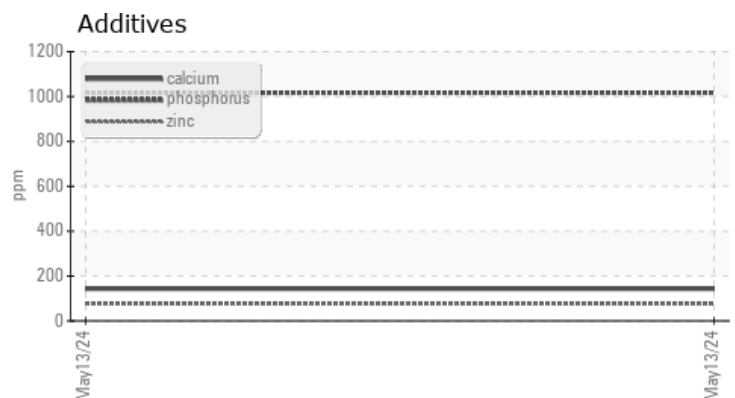 Additives
1200
1000
800
600
400
200
0
ppm
calcium
phosphorus
zinc
May13/24
May13/24